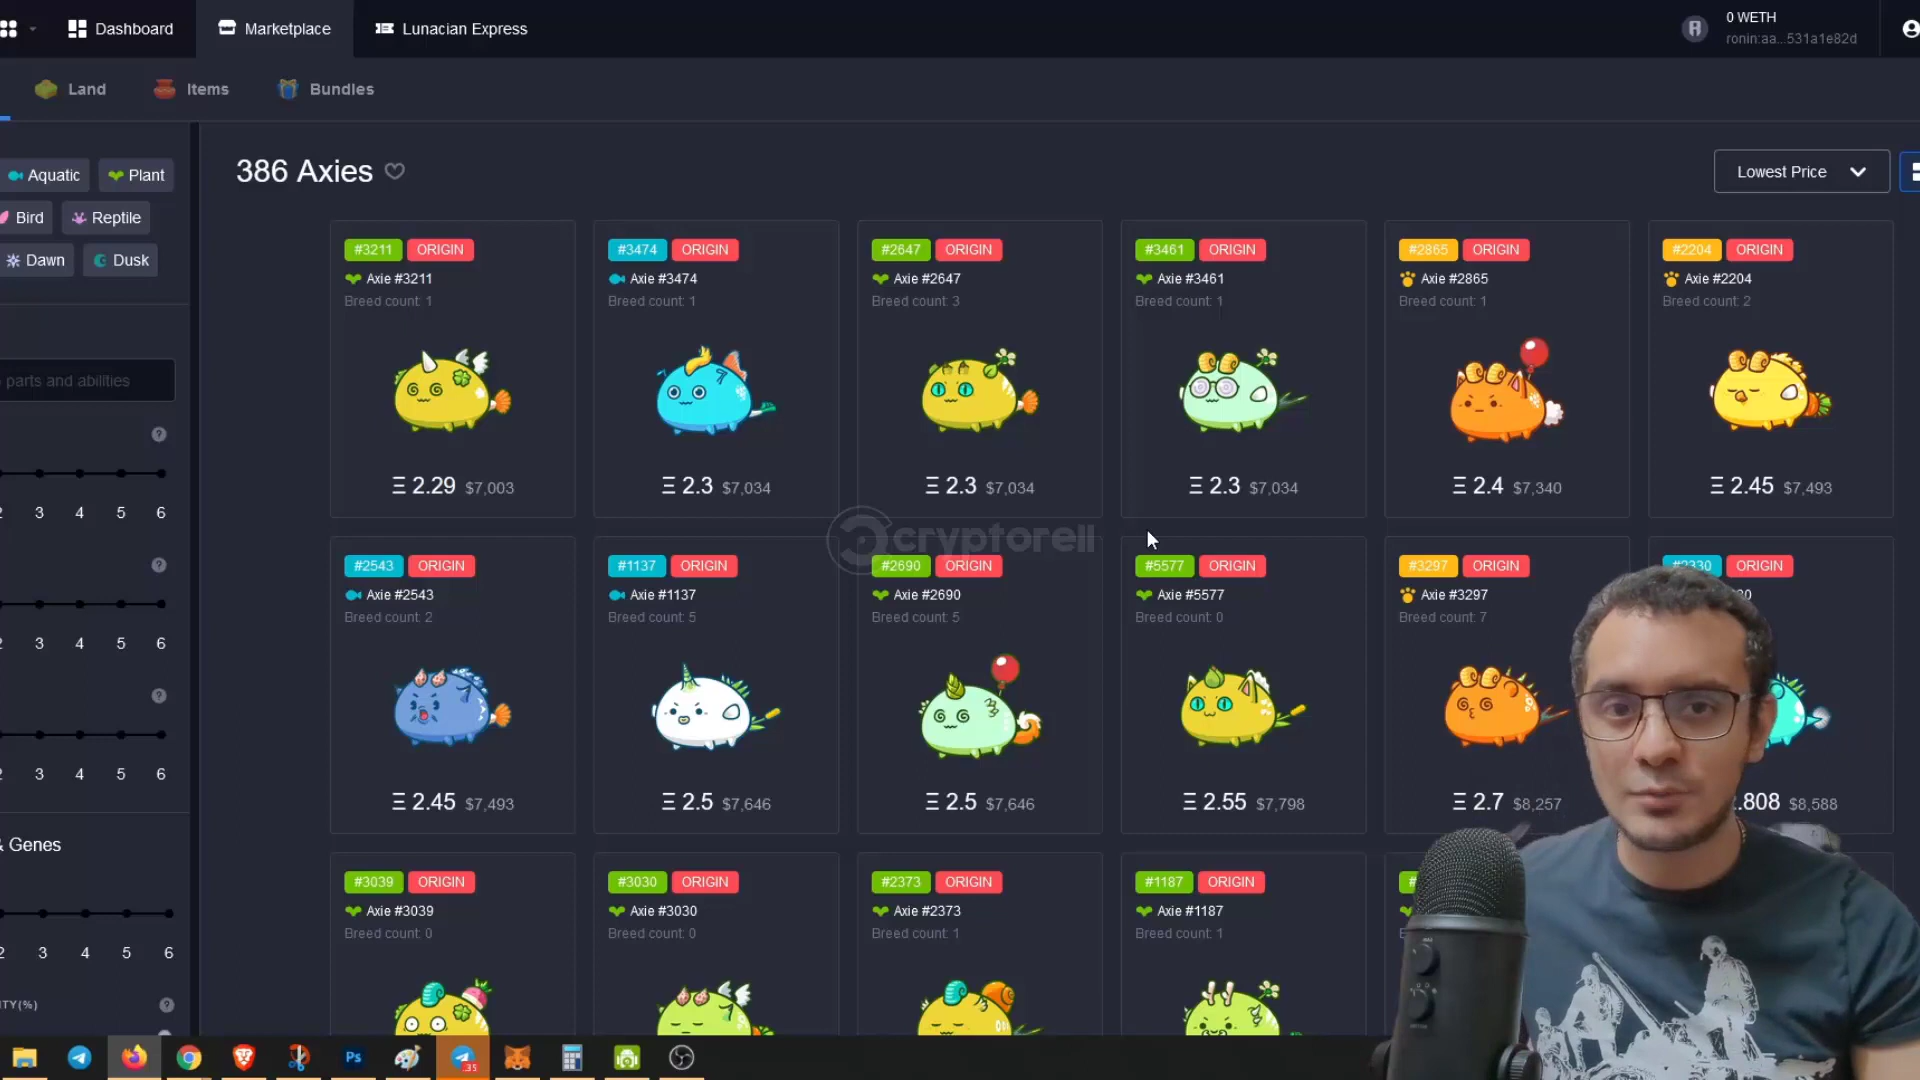 Dashboard
Marketplace
Lunacian Express
0 WETH
ronin:aa...531a1e82d
Land
Items
Bundles
Aquatic
Plant
Bird
Reptile
Dawn
Dusk
386 Axies
Lowest Price
#3211 ORIGIN
Axie #3211
Breed count: 1
Ξ 2.29 $7,003
#3474 ORIGIN
Axie #3474
Breed count: 1
Ξ 2.3 $7,034
#2647 ORIGIN
Axie #2647
Breed count: 3
Ξ 2.3 $7,034
#3461 ORIGIN
Axie #3461
Breed count: 1
Ξ 2.3 $7,034
#2865 ORIGIN
Axie #2865
Breed count: 1
Ξ 2.4 $7,340
#2204 ORIGIN
Axie #2204
Breed count: 2
Ξ 2.45 $7,493
parts and abilities
2 3 4 5 6
2 3 4 5 6
2 3 4 5 6
& Genes
2 3 4 5 6
ITY(%)
cryptorell
#2543 ORIGIN
Axie #2543
Breed count: 2
Ξ 2.45 $7,493
#1137 ORIGIN
Axie #1137
Breed count: 5
Ξ 2.5 $7,646
#2690 ORIGIN
Axie #2690
Breed count: 5
Ξ 2.5 $7,646
#5577 ORIGIN
Axie #5577
Breed count: 0
Ξ 2.55 $7,798
#3297 ORIGIN
Axie #3297
Breed count: 7
Ξ 2.7 $8,257
#2330 ORIGIN
30
.808 $8,588
#3039 ORIGIN
Axie #3039
Breed count: 0
#3030 ORIGIN
Axie #3030
Breed count: 0
#2373 ORIGIN
Axie #2373
Breed count: 1
#1187 ORIGIN
Axie #1187
Breed count: 1
#
Ps
35